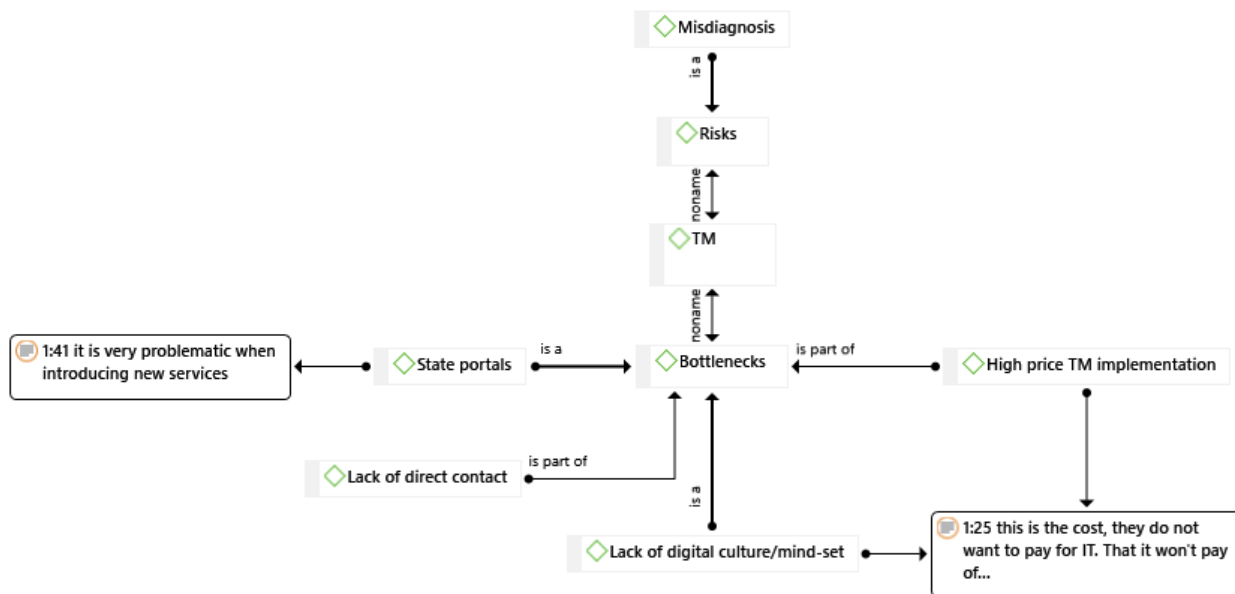 Misdiagnosis
is a
Risks
noname
TM
noname
1:41 it is very problematic when
introducing new services
State portals
is a
Bottlenecks
is part of
High price TM implementation
Lack of direct contact
is part of
is a
Lack of digital culture/mind-set
1:25 this is the cost, they do not
want to pay for IT. That it won't pay
of...